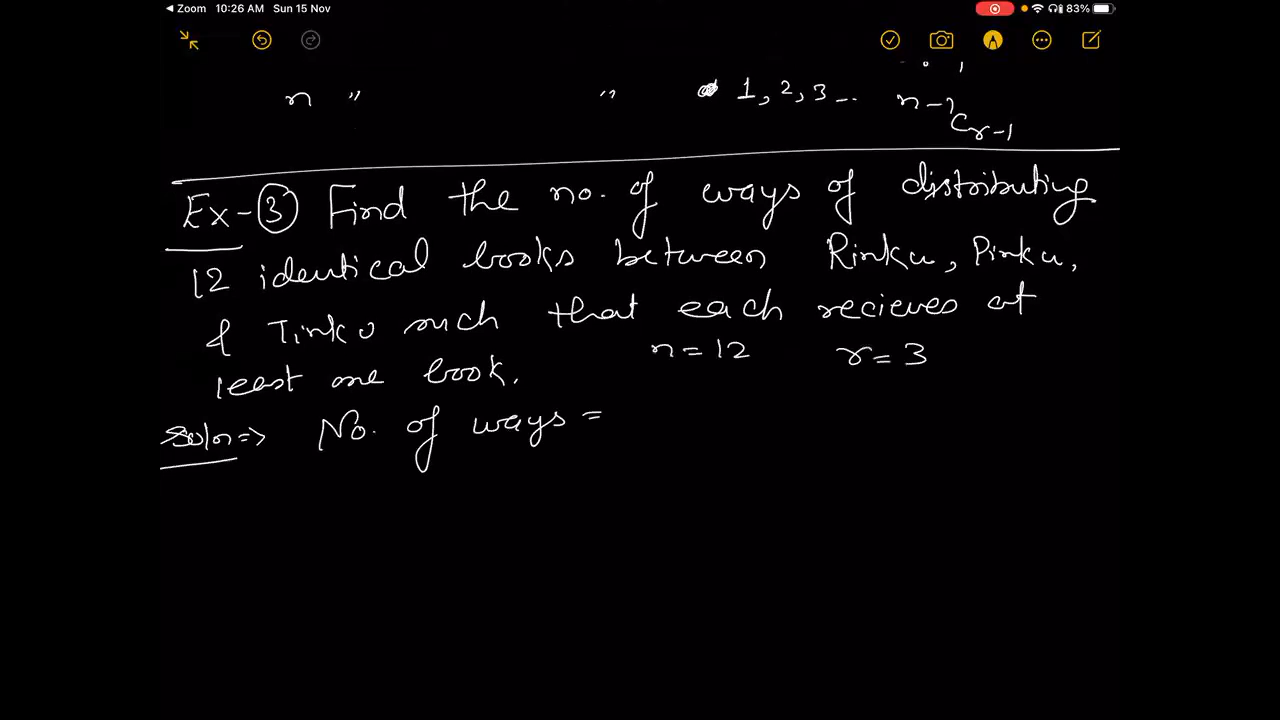 Zoom 10:26 AM Sun 15 Nov 83%
n " " 1, 2, 3 .. n-1Cr-1
Ex-③ Find the no. of ways of distributing
12 identical books between Rinku, Pinku,
& Tinku such that each recieves at
least one book. n=12 r=3
Soln⇒ No. of ways =